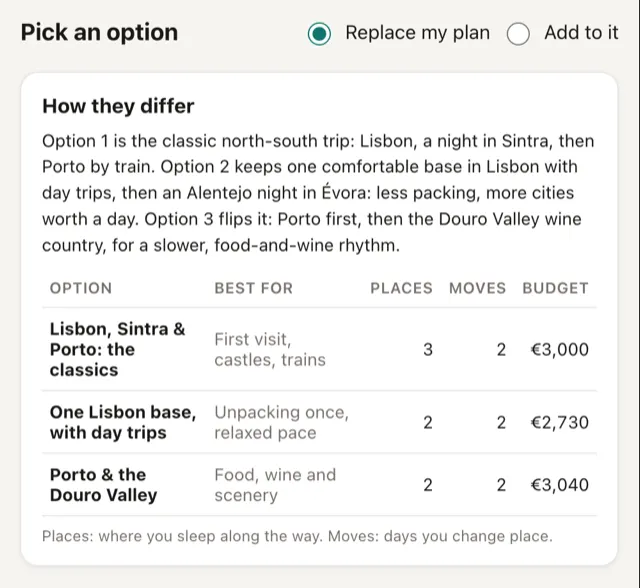 Pick an option
Replace my plan
Add to it
How they differ
Option 1 is the classic north-south trip: Lisbon, a night in Sintra, then
Porto by train. Option 2 keeps one comfortable base in Lisbon with
day trips, then an Alentejo night in Évora: less packing, more cities
worth a day. Option 3 flips it: Porto first, then the Douro Valley wine
country, for a slower, food-and-wine rhythm.
OPTION BEST FOR PLACES MOVES BUDGET
Lisbon, Sintra &
Porto: the
classics
First visit,
castles, trains
3 2 €3,000
One Lisbon base,
with day trips
Unpacking once,
relaxed pace
2 2 €2,730
Porto & the
Douro Valley
Food, wine and
scenery
2 2 €3,040
Places: where you sleep along the way. Moves: days you change place.